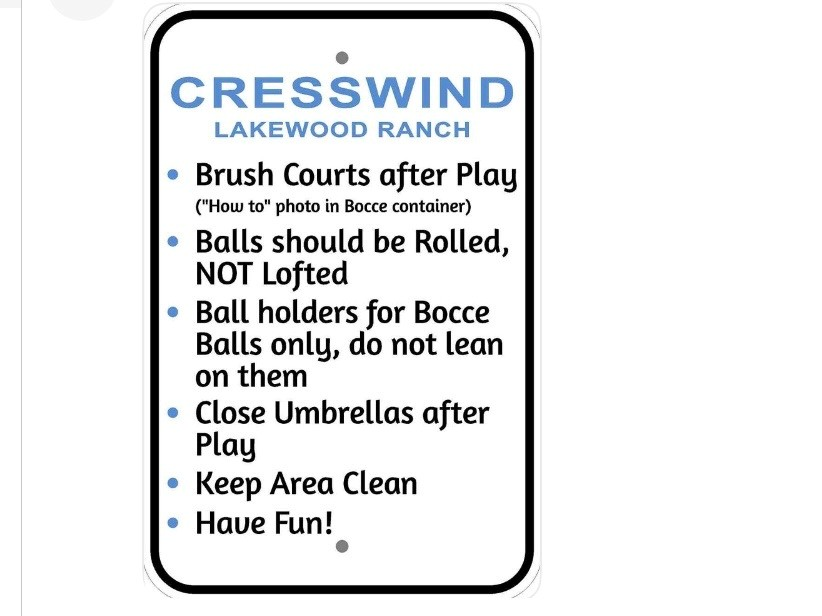 CRESSWIND
LAKEWOOD RANCH
• Brush Courts after Play
("How to" photo in Bocce container)
• Balls should be Rolled,
NOT Lofted
• Ball holders for Bocce
Balls only, do not lean
on them
• Close Umbrellas after
Play
• Keep Area Clean
• Have Fun!